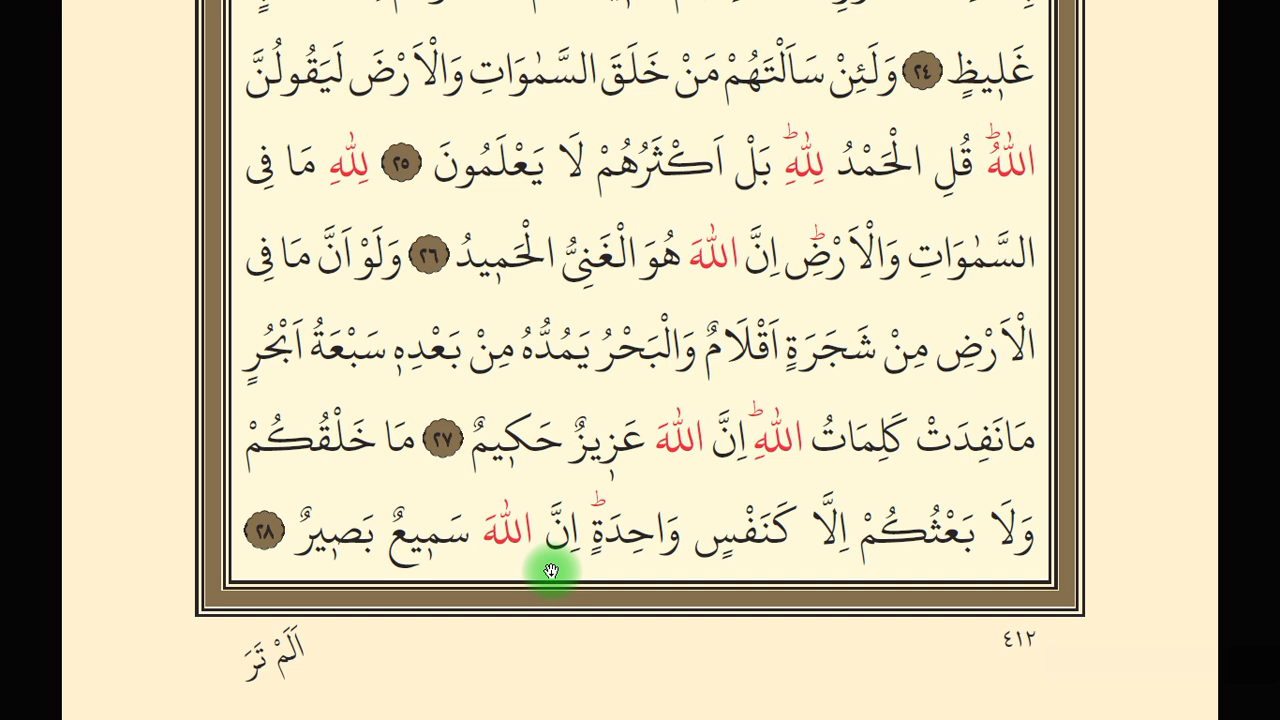 غَلٖيظٍ ﴿٢٤﴾ وَلَئِنْ سَاَلْتَهُمْ مَنْ خَلَقَ السَّمٰوَاتِ وَالْاَرْضَ لَيَقُولُنَّ
اللّٰهُؕ قُلِ الْحَمْدُ لِلّٰهِؕ بَلْ اَكْثَرُهُمْ لَا يَعْلَمُونَ ﴿٢٥﴾ لِلّٰهِ مَا فِى
السَّمٰوَاتِ وَالْاَرْضِؕ اِنَّ اللّٰهَ هُوَ الْغَنِىُّ الْحَمٖيدُ ﴿٢٦﴾ وَلَوْ اَنَّ مَا فِى
الْاَرْضِ مِنْ شَجَرَةٍ اَقْلَامٌ وَالْبَحْرُ يَمُدُّهُ مِنْ بَعْدِهٖ سَبْعَةُ اَبْحُرٍ
مَا نَفِدَتْ كَلِمَاتُ اللّٰهِؕ اِنَّ اللّٰهَ عَزٖيزٌ حَكٖيمٌ ﴿٢٧﴾ مَا خَلْقُكُمْ
وَلَا بَعْثُكُمْ اِلَّا كَنَفْسٍ وَاحِدَةٍؕ اِنَّ اللّٰهَ سَمٖيعٌ بَصٖيرٌ ﴿٢٨﴾
٤١٢
اَلَمْ تَرَ